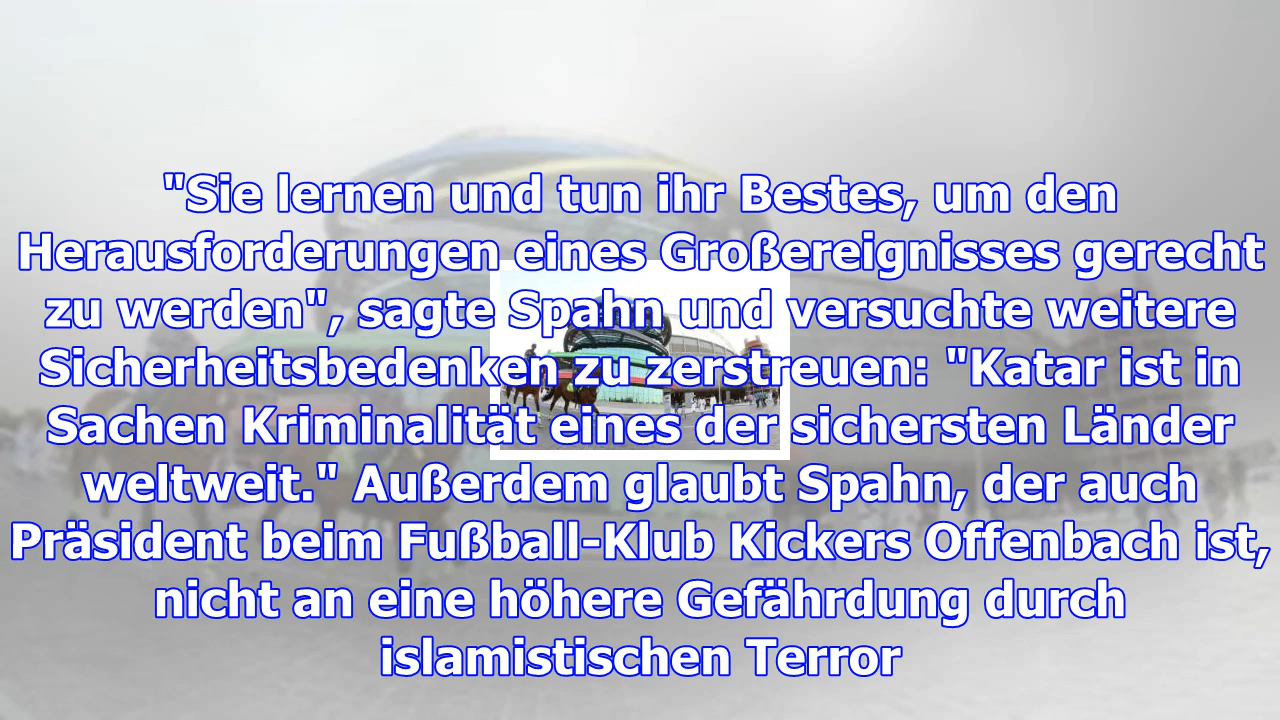 "Sie lernen und tun ihr Bestes, um den
Herausforderungen eines Großereignisses gerecht
zu werden", sagte Spahn und versuchte weitere
Sicherheitsbedenken zu zerstreuen: "Katar ist in
Sachen Kriminalität eines der sichersten Länder
weltweit." Außerdem glaubt Spahn, der auch
Präsident beim Fußball-Klub Kickers Offenbach ist,
nicht an eine höhere Gefährdung durch
islamistischen Terror